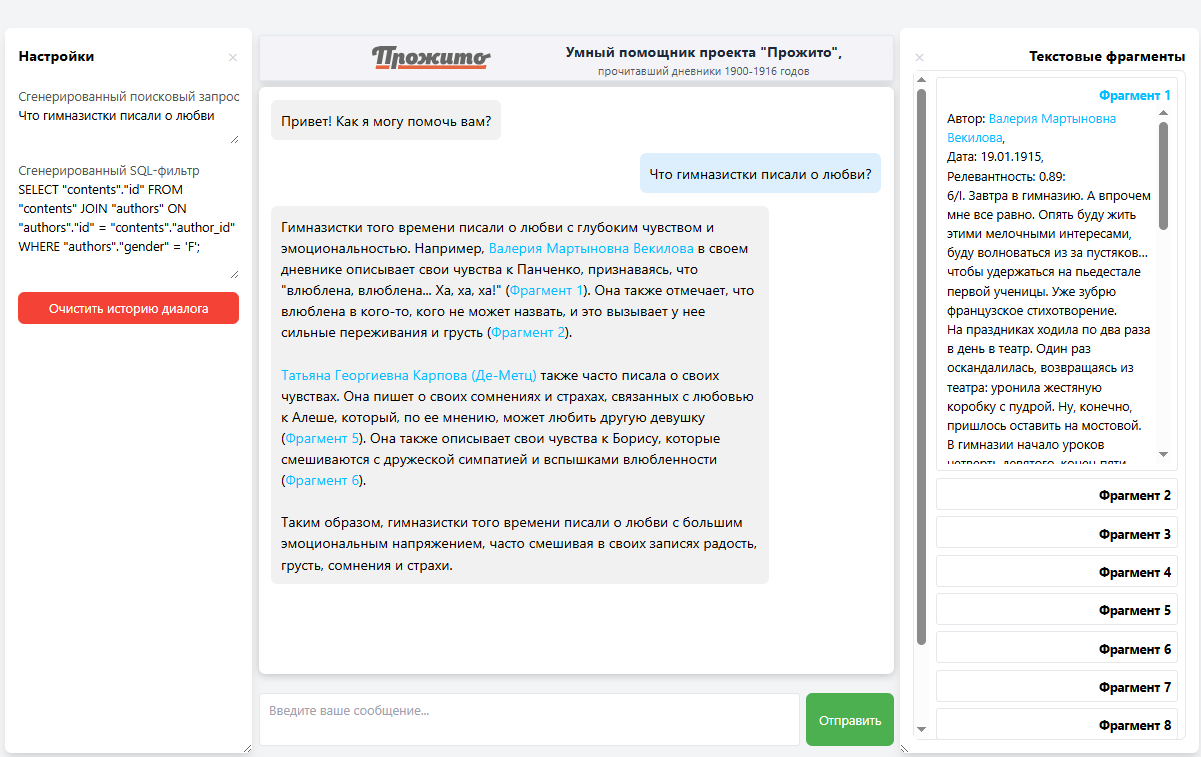 Настройки
×
Сгенерированный поисковый запрос
Что гимназистки писали о любви
Сгенерированный SQL-фильтр
SELECT "contents"."id" FROM
"contents" JOIN "authors" ON
"authors"."id" = "contents"."author_id"
WHERE "authors"."gender" = 'F';
Очистить историю диалога
Прожито
Умный помощник проекта "Прожито",
прочитавший дневники 1900-1916 годов
Привет! Как я могу помочь вам?
Что гимназистки писали о любви?
Гимназистки того времени писали о любви с глубоким чувством и
эмоциональностью. Например, Валерия Мартыновна Векилова в своем
дневнике описывает свои чувства к Панченко, признаваясь, что
"влюблена, влюблена... Ха, ха, ха!" (Фрагмент 1). Она также отмечает, что
влюблена в кого-то, кого не может назвать, и это вызывает у нее
сильные переживания и грусть (Фрагмент 2).
Татьяна Георгиевна Карпова (Де-Метц) также часто писала о своих
чувствах. Она пишет о своих сомнениях и страхах, связанных с любовью
к Алеше, который, по ее мнению, может любить другую девушку
(Фрагмент 5). Она также описывает свои чувства к Борису, которые
смешиваются с дружеской симпатией и вспышками влюбленности
(Фрагмент 6).
Таким образом, гимназистки того времени писали о любви с большим
эмоциональным напряжением, часто смешивая в своих записях радость,
грусть, сомнения и страхи.
Введите ваше сообщение...
Отправить
×
Текстовые фрагменты
Фрагмент 1
Автор: Валерия Мартыновна
Векилова,
Дата: 19.01.1915,
Релевантность: 0.89:
6/I. Завтра в гимназию. А впрочем
мне все равно. Опять буду жить
этими мелочными интересами,
буду волноваться из за пустяков...
чтобы удержаться на пьедестале
первой ученицы. Уже зубрю
французское стихотворение.
На праздниках ходила по два раза
в день в театр. Один раз
оскандалилась, возвращаясь из
театра: уронила жестяную
коробку с пудрой. Ну, конечно,
пришлось оставить на мостовой.
В гимназии начало уроков
четверть девятого, конец пяти
Фрагмент 2
Фрагмент 3
Фрагмент 4
Фрагмент 5
Фрагмент 6
Фрагмент 7
Фрагмент 8